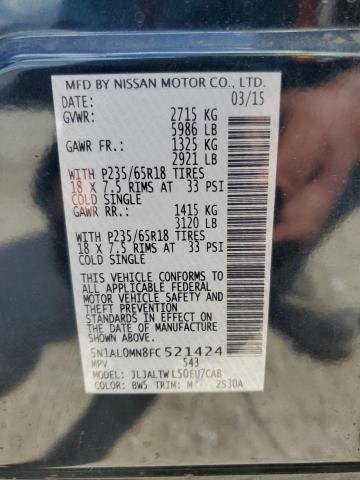 MFD BY NISSAN MOTOR CO., LTD.
DATE: 03/15
GVWR: 2715 KG
5986 LB
GAWR FR.: 1325 KG
2921 LB
WITH P235/65R18 TIRES
18 X 7.5 RIMS AT 33 PSI
COLD SINGLE
GAWR RR.: 1415 KG
3120 LB
WITH P235/65R18 TIRES
18 X 7.5 RIMS AT 33 PSI
COLD SINGLE
THIS VEHICLE CONFORMS TO
ALL APPLICABLE FEDERAL
MOTOR VEHICLE SAFETY
AND THEFT PREVENTION
STANDARDS IN EFFECT ON
THE DATE OF MANUFACTURE
SHOWN ABOVE.
5N1AL0MN8FC521424
MPV 543
MODEL: JLJALTWL50EU7CAB
COLOR: BW5 TRIM: M 2S30A